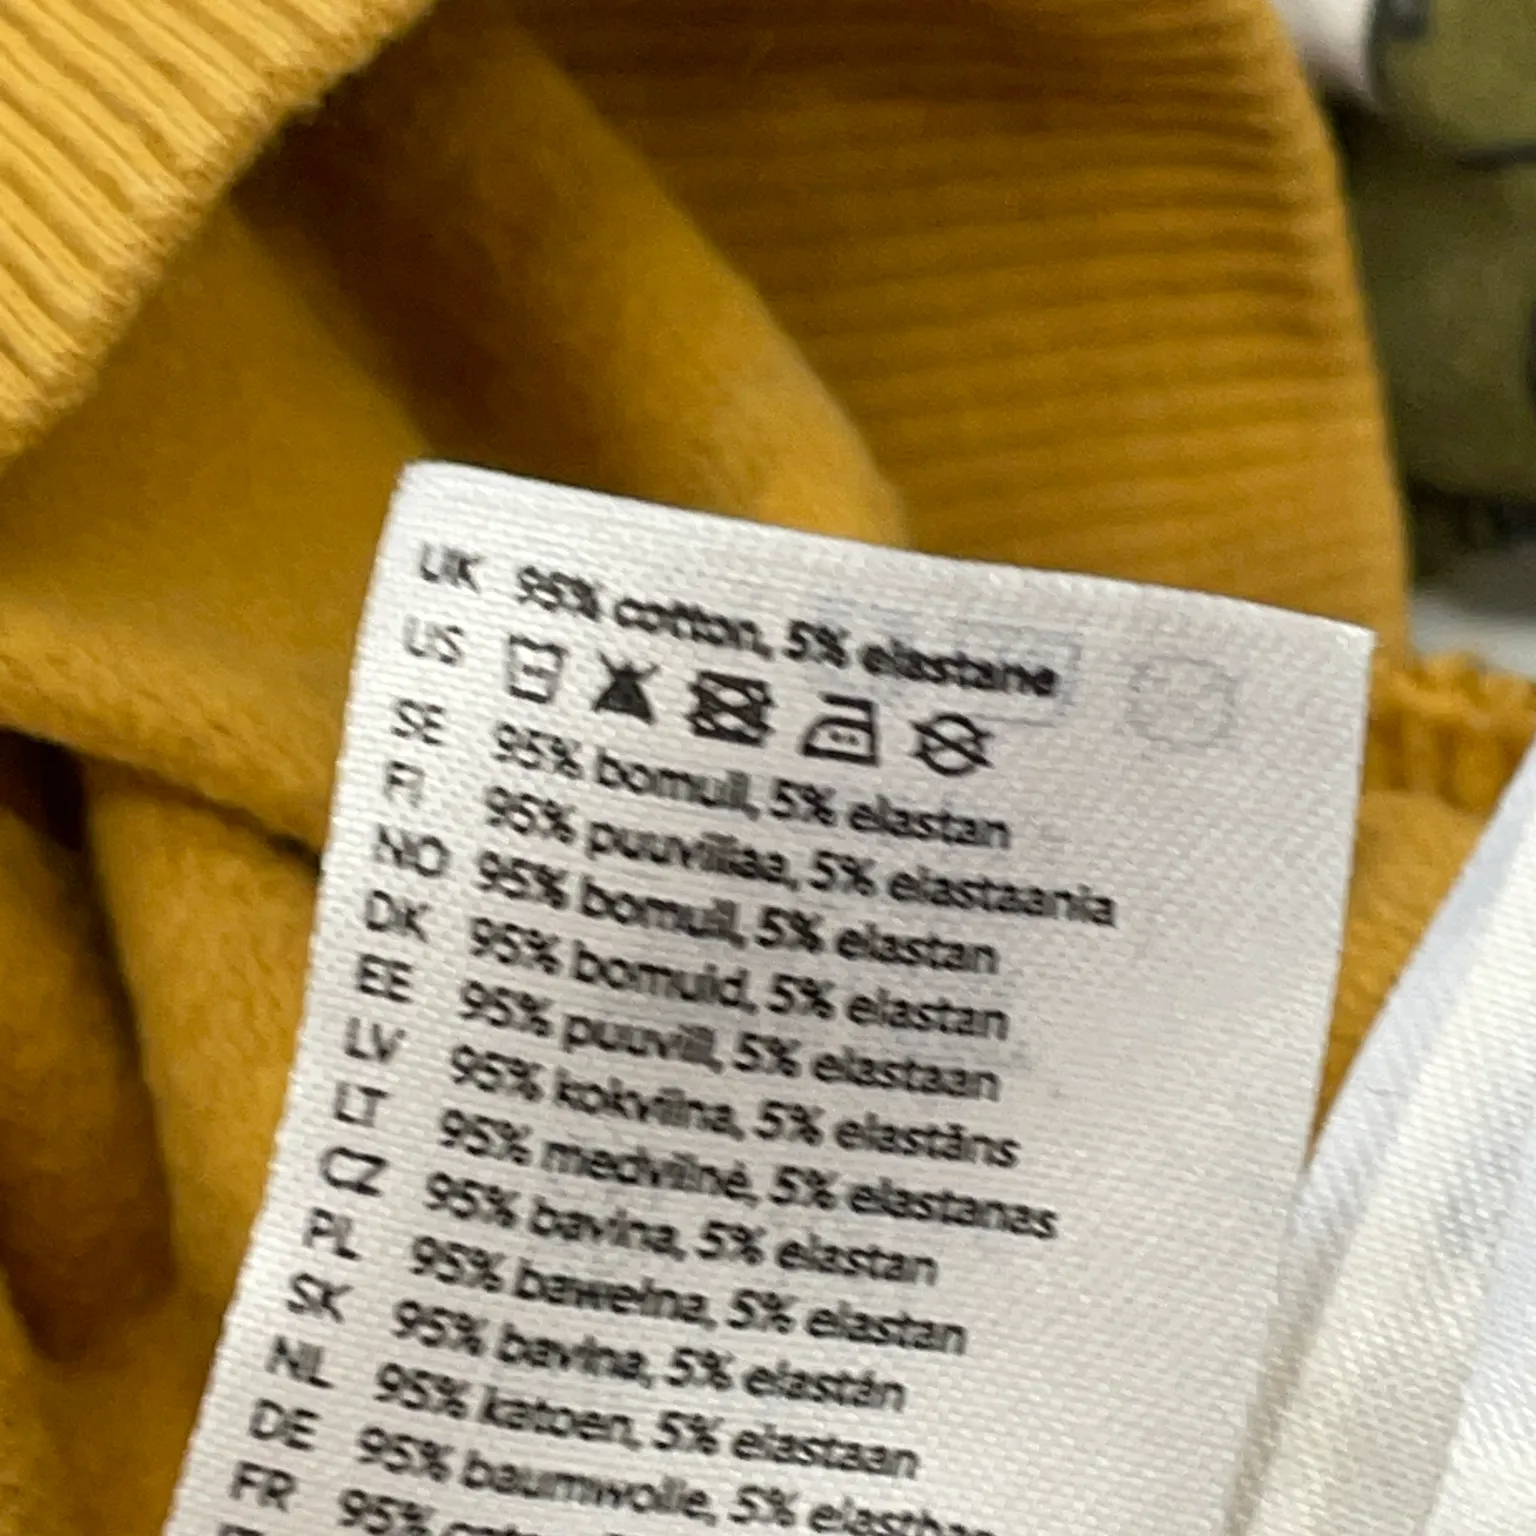 UK 95% cotton, 5% elastane
US
SE 95% bomull, 5% elastan
FI 95% puuvillaa, 5% elastaania
NO 95% bomull, 5% elastan
DK 95% bomuld, 5% elastan
EE 95% puuvill, 5% elastaan
LV 95% kokvilna, 5% elastāns
LT 95% medvilnė, 5% elastanas
CZ 95% bavlna, 5% elastan
PL 95% bawełna, 5% elastan
SK 95% bavlna, 5% elastán
NL 95% katoen, 5% elastaan
DE 95% baumwolle, 5% elasthan
FR 95%